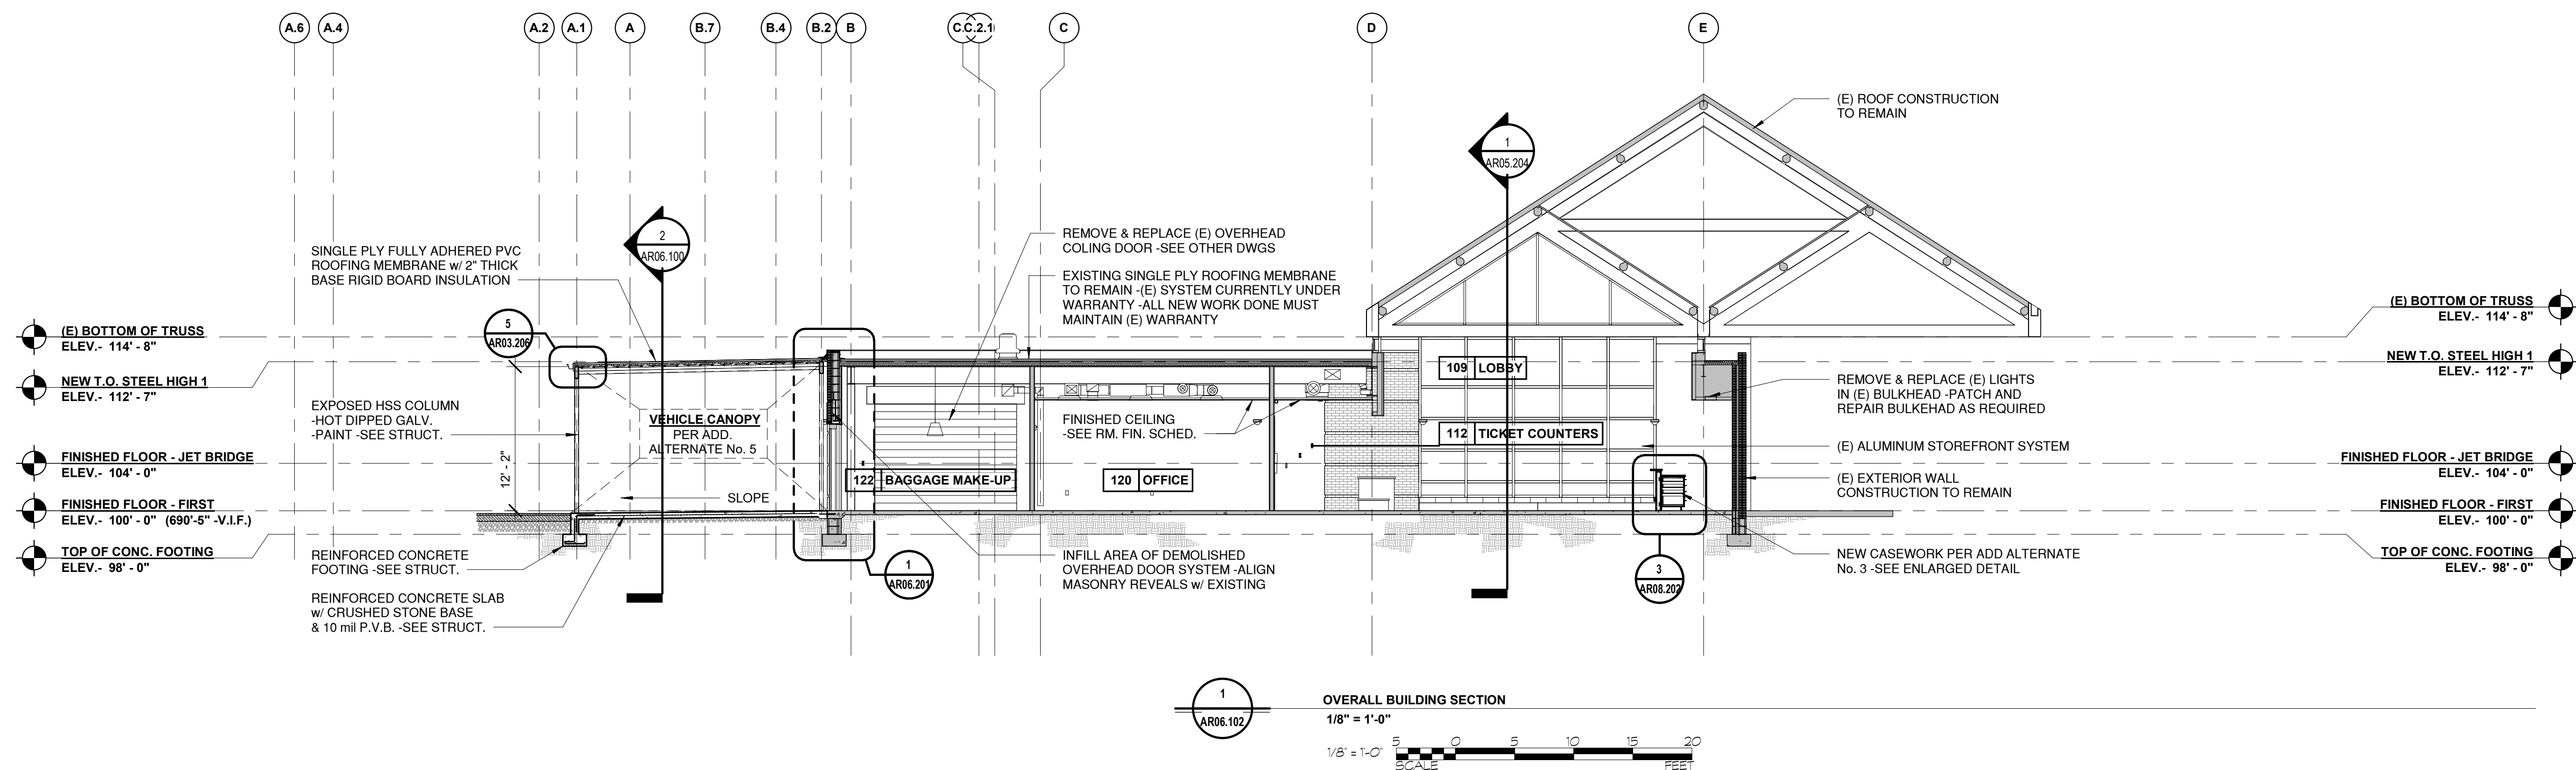 A.6
A.4
A.2
A.1
A
B.7
B.4
B.2
B
C.2.1
C
D
E
(E) ROOF CONSTRUCTION
TO REMAIN
1
AR05.204
2
AR06.100
SINGLE PLY FULLY ADHERED PVC
ROOFING MEMBRANE w/ 2" THICK
BASE RIGID BOARD INSULATION
REMOVE & REPLACE (E) OVERHEAD
COLING DOOR -SEE OTHER DWGS
EXISTING SINGLE PLY ROOFING MEMBRANE
TO REMAIN -(E) SYSTEM CURRENTLY UNDER
WARRANTY -ALL NEW WORK DONE MUST
MAINTAIN (E) WARRANTY
5
AR03.206
(E) BOTTOM OF TRUSS
ELEV.- 114' - 8"
NEW T.O. STEEL HIGH 1
ELEV.- 112' - 7"
EXPOSED HSS COLUMN
-HOT DIPPED GALV.
-PAINT -SEE STRUCT.
12' - 2"
VEHICLE CANOPY
PER ADD.
ALTERNATE No. 5
SLOPE
FINISHED FLOOR - JET BRIDGE
ELEV.- 104' - 0"
FINISHED FLOOR - FIRST
ELEV.- 100' - 0" (690'-5" -V.I.F.)
TOP OF CONC. FOOTING
ELEV.- 98' - 0"
REINFORCED CONCRETE
FOOTING -SEE STRUCT.
REINFORCED CONCRETE SLAB
w/ CRUSHED STONE BASE
& 10 mil P.V.B. -SEE STRUCT.
122 BAGGAGE MAKE-UP
FINISHED CEILING
-SEE RM. FIN. SCHED.
120 OFFICE
109 LOBBY
112 TICKET COUNTERS
1
AR06.201
INFILL AREA OF DEMOLISHED
OVERHEAD DOOR SYSTEM -ALIGN
MASONRY REVEALS w/ EXISTING
REMOVE & REPLACE (E) LIGHTS
IN (E) BULKHEAD -PATCH AND
REPAIR BULKEHAD AS REQUIRED
(E) ALUMINUM STOREFRONT SYSTEM
(E) EXTERIOR WALL
CONSTRUCTION TO REMAIN
NEW CASEWORK PER ADD ALTERNATE
No. 3 -SEE ENLARGED DETAIL
3
AR08.202
(E) BOTTOM OF TRUSS
ELEV.- 114' - 8"
NEW T.O. STEEL HIGH 1
ELEV.- 112' - 7"
FINISHED FLOOR - JET BRIDGE
ELEV.- 104' - 0"
FINISHED FLOOR - FIRST
ELEV.- 100' - 0"
TOP OF CONC. FOOTING
ELEV.- 98' - 0"
1
AR06.102
OVERALL BUILDING SECTION
1/8" = 1'-0"
1/8" = 1'-0"
5 0 5 10 15 20
SCALE FEET